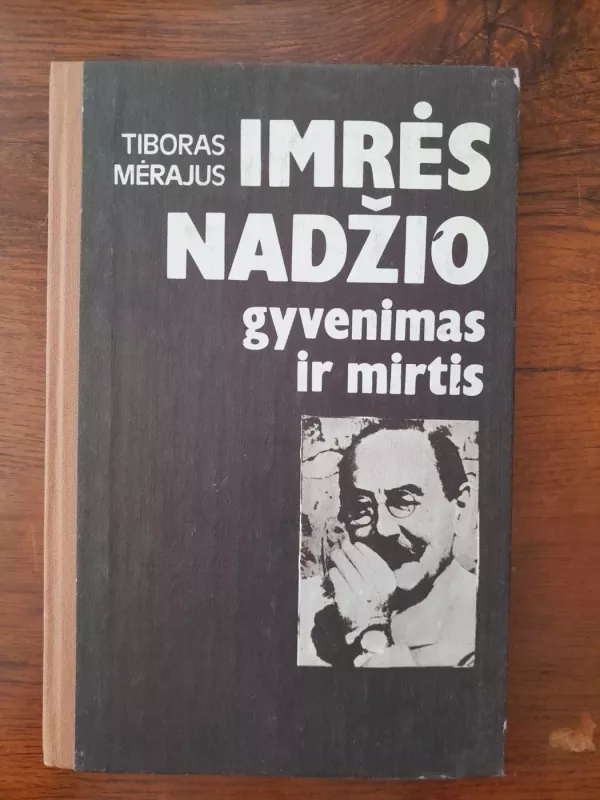 TIBORAS
MĖRAJUS
IMRĖS
NADŽIO
gyvenimas
ir mirtis